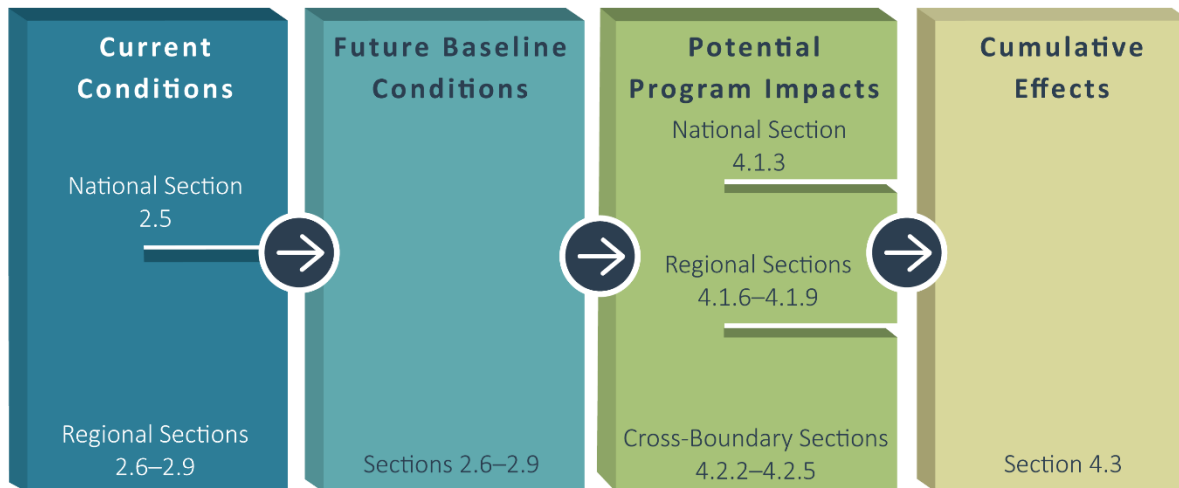 Current
Conditions
National Section
2.5
Regional Sections
2.6–2.9
Future Baseline
Conditions
Sections 2.6–2.9
Potential
Program Impacts
National Section
4.1.3
Regional Sections
4.1.6–4.1.9
Cross-Boundary Sections
4.2.2–4.2.5
Cumulative
Effects
Section 4.3